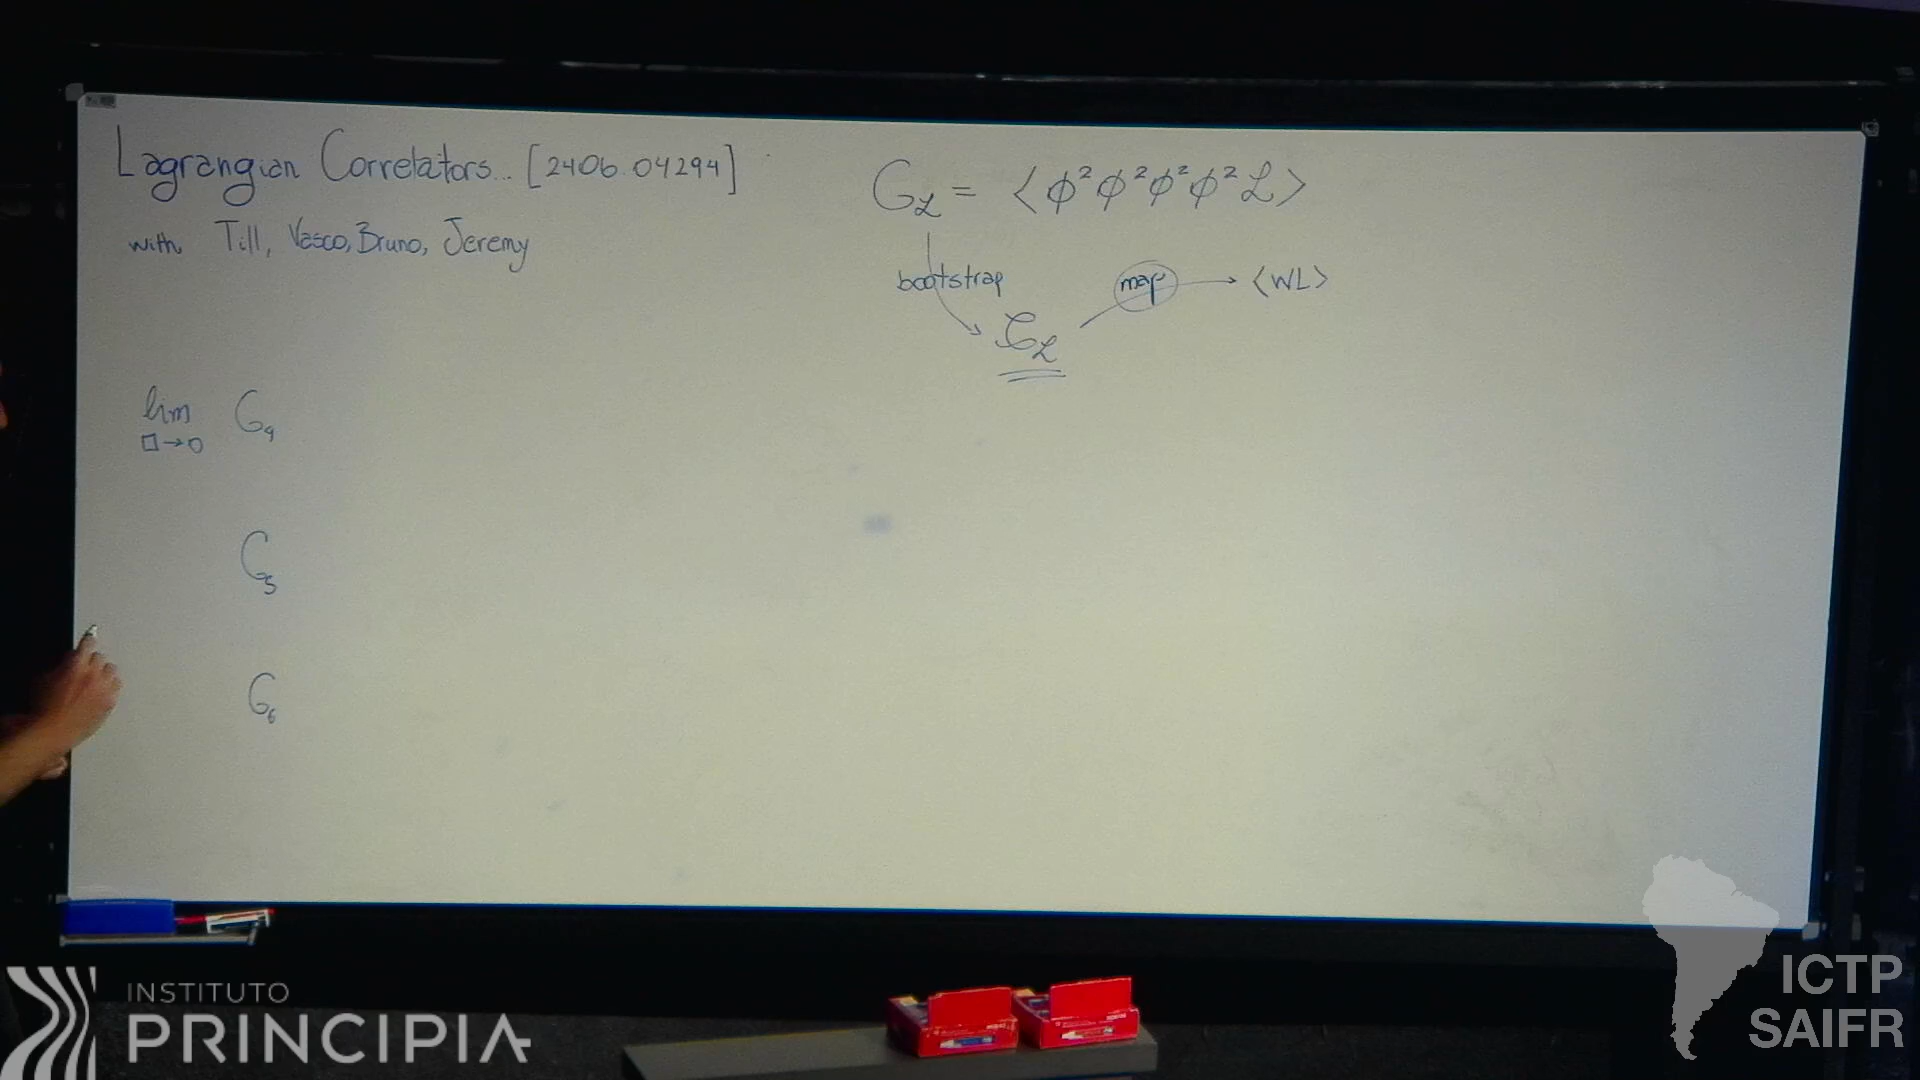 Lagrangian Correlators... [2406.04294]
with Till, Vasco, Bruno, Jeremy
G_ℒ = ⟨ϕ²ϕ²ϕ²ϕ²ℒ⟩
bootstrap
map → ⟨WL⟩
𝒞_ℒ
lim G₄
□→0
G₅
G₆
INSTITUTO
PRINCIPIA
ICTP
SAIFR